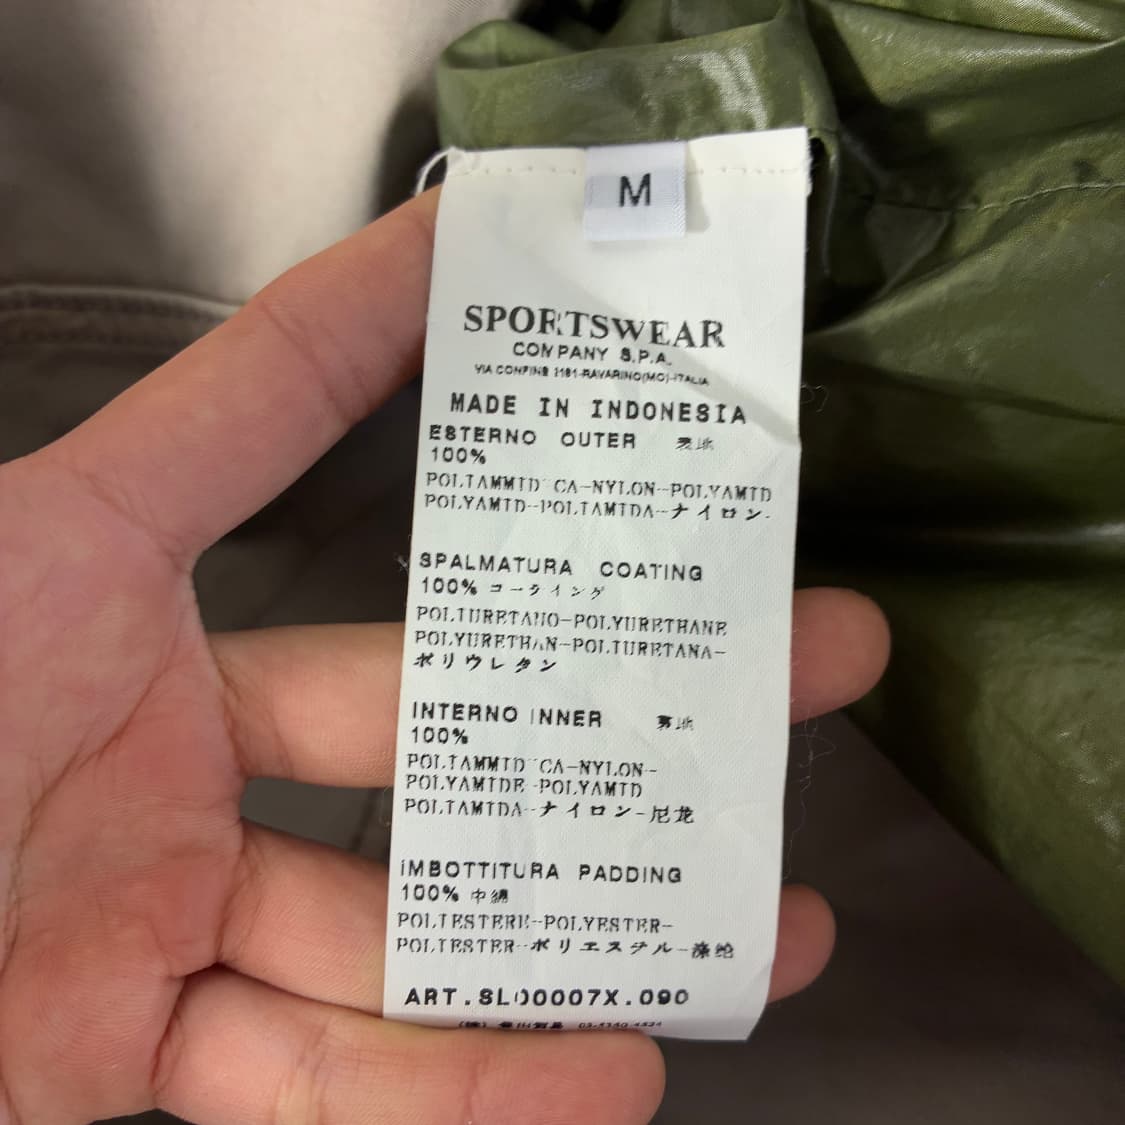 M
SPORTSWEAR
COMPANY S.P.A.
VIA CONFINE 2161-RAVARINO(MO)-ITALIA
MADE IN INDONESIA
ESTERNO OUTER 表地
100%
POLIAMMIDICA-NYLON-POLYAMID
POLYAMID-POLIAMIDA-ナイロン-
SPALMATURA COATING
100% コーティング
POLIURETANO-POLYURETHANE
POLYURETHAN-POLIURETANA-
ポリウレタン
INTERNO INNER
100%
POLIAMMIDICA-NYLON-
POLYAMIDE-POLYAMID
POLIAMIDA-ナイロン-尼龙
IMBOTTITURA PADDING
100% 中綿
POLIESTERE-POLYESTER-
POLIESTER-ポリエステル-涤纶
ART.SL00007X.090